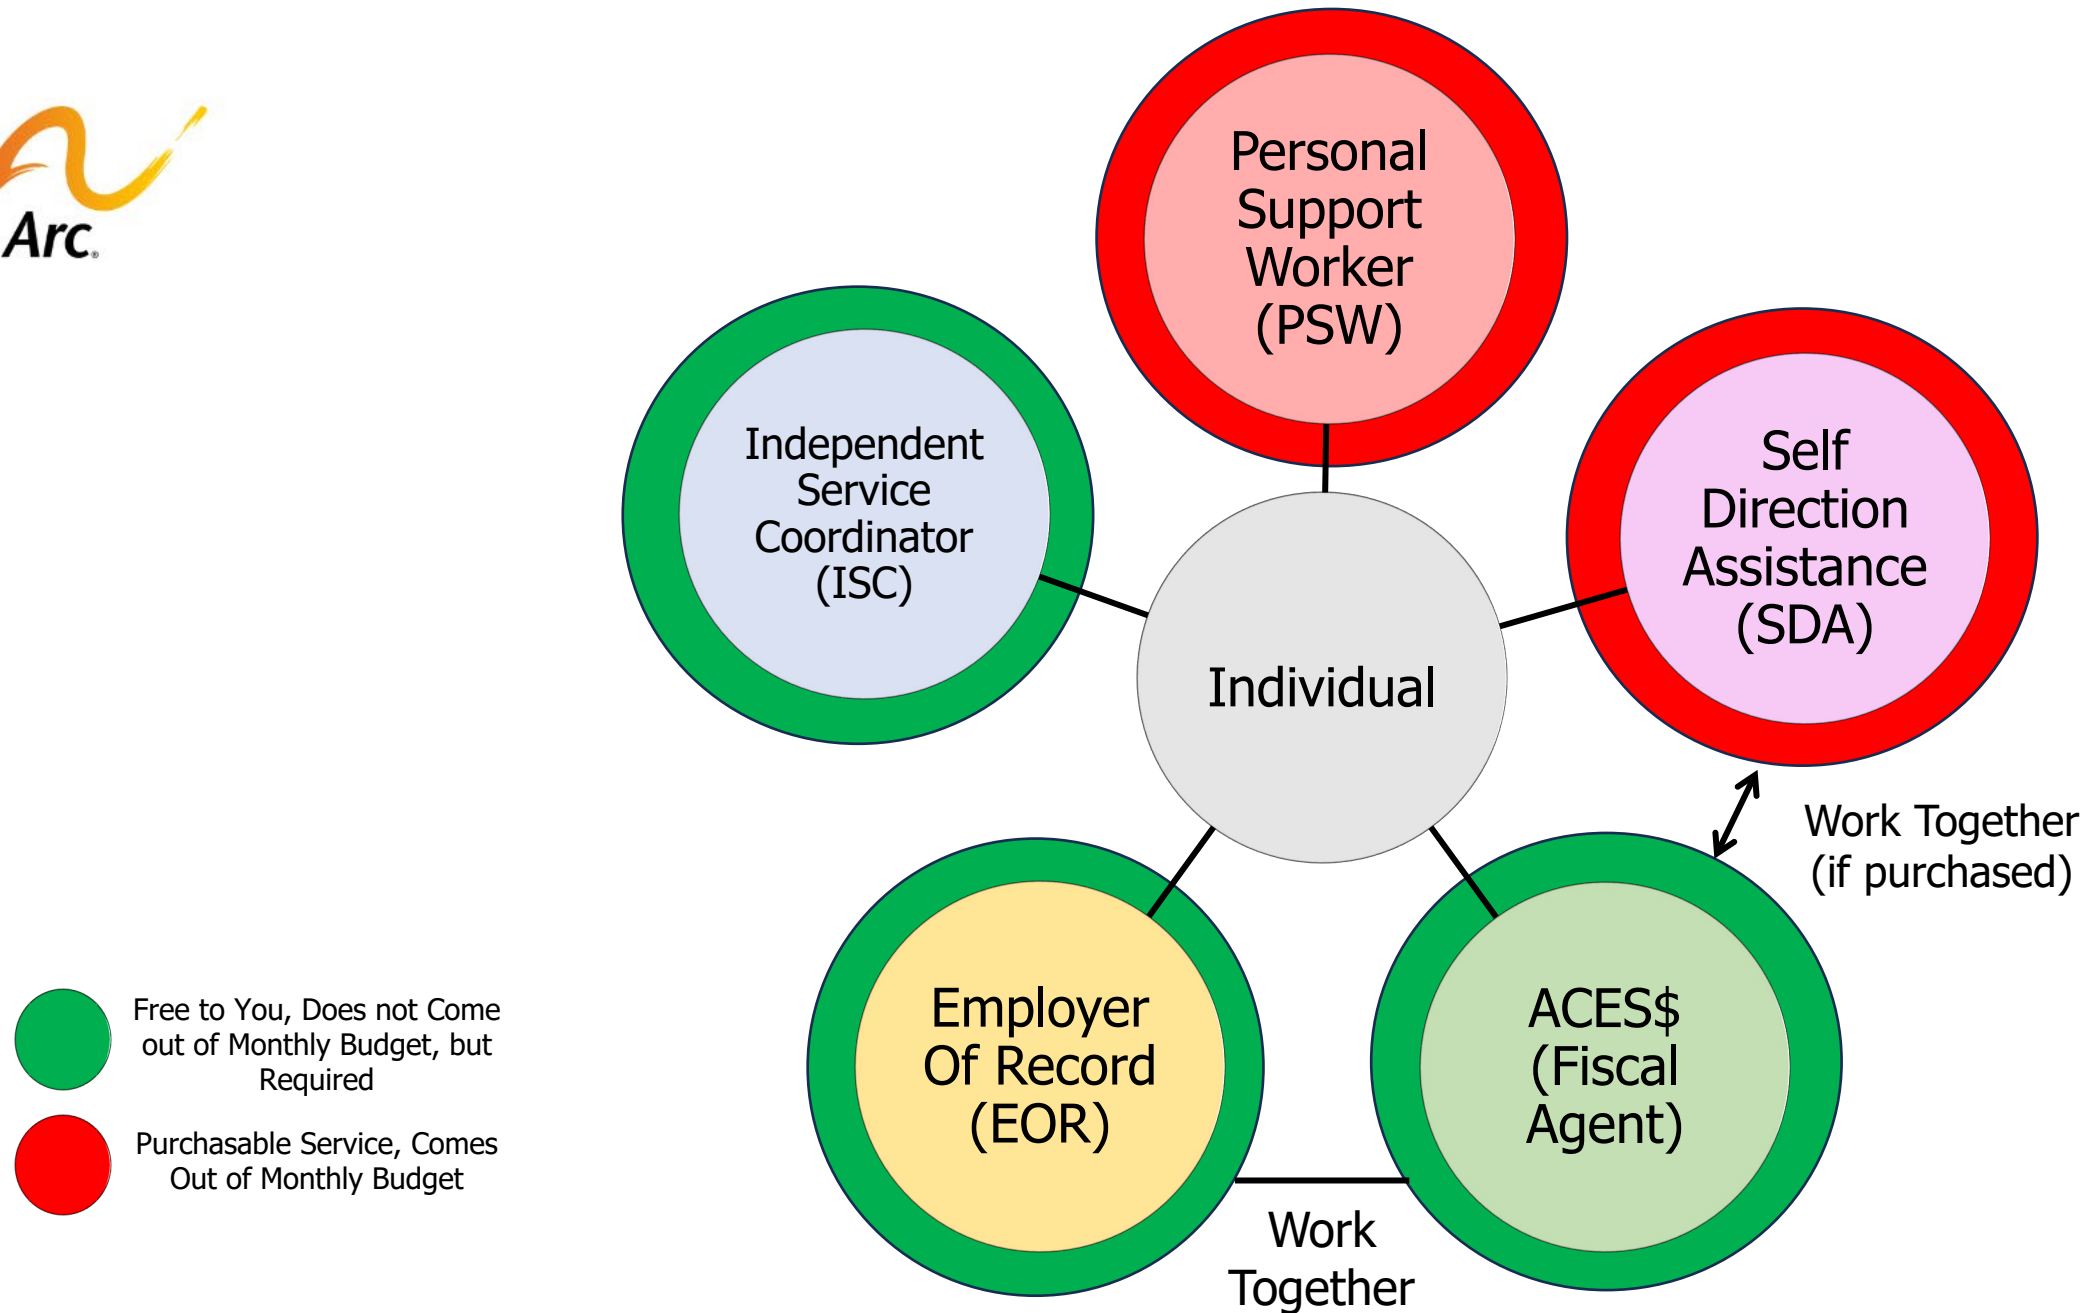 Arc®
Personal
Support
Worker
(PSW)
Independent
Service
Coordinator
(ISC)
Self
Direction
Assistance
(SDA)
Individual
Work Together
(if purchased)
Employer
Of Record
(EOR)
ACES$
(Fiscal
Agent)
Work
Together
Free to You, Does not Come
out of Monthly Budget, but
Required
Purchasable Service, Comes
Out of Monthly Budget